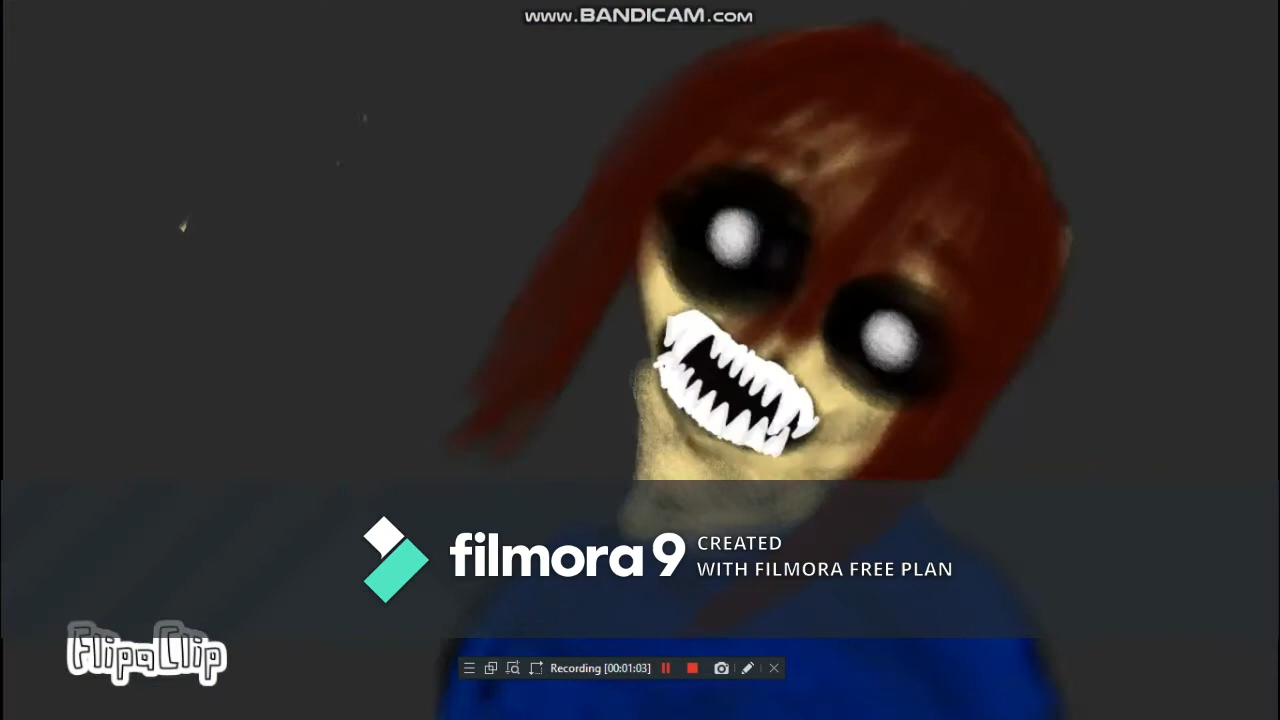 www.BANDICAM.com
filmora 9
CREATED
WITH FILMORA FREE PLAN
FlipaClip
Recording [00:01:03]